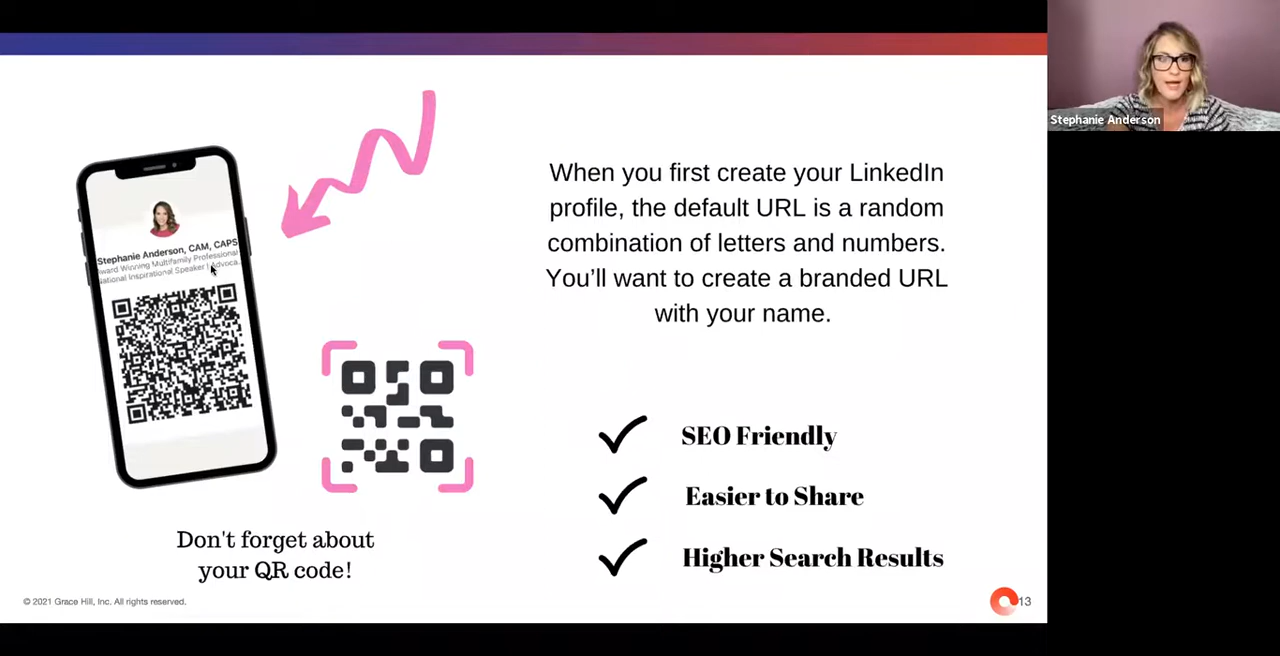 Stephanie Anderson
When you first create your LinkedIn
profile, the default URL is a random
combination of letters and numbers.
You’ll want to create a branded URL
with your name.
Stephanie Anderson, CAM, CAPS
Award Winning Multifamily Professional
National Inspirational Speaker | Advoca...
SEO Friendly
Easier to Share
Higher Search Results
Don't forget about
your QR code!
© 2021 Grace Hill, Inc. All rights reserved.
13